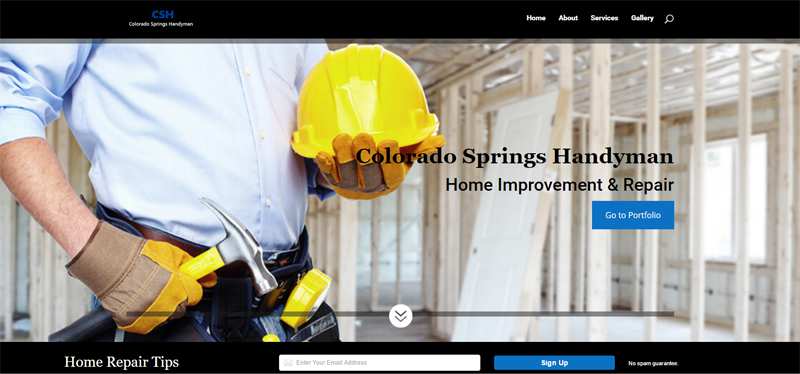 CSH
Colorado Springs Handyman
Home
About
Services
Gallery
Colorado Springs Handyman
Home Improvement & Repair
Go to Portfolio
Home Repair Tips
Enter Your Email Address
Sign Up
No spam guarantee.